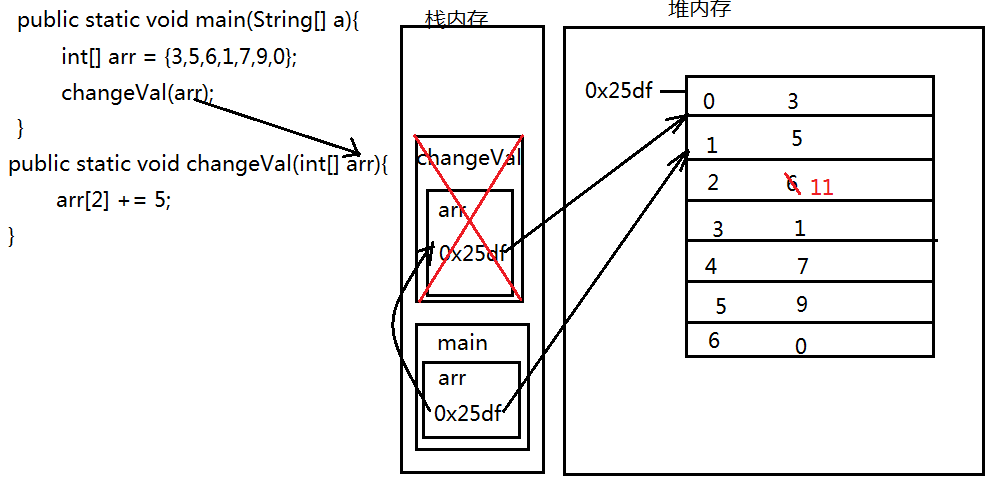 public static void main(String[] a){
int[] arr = {3,5,6,1,7,9,0};
changeVal(arr);
}
public static void changeVal(int[] arr){
arr[2] += 5;
}
栈内存
changeVal
arr
0x25df
main
arr
0x25df
堆内存
0x25df
0 3
1 5
2 6 11
3 1
4 7
5 9
6 0